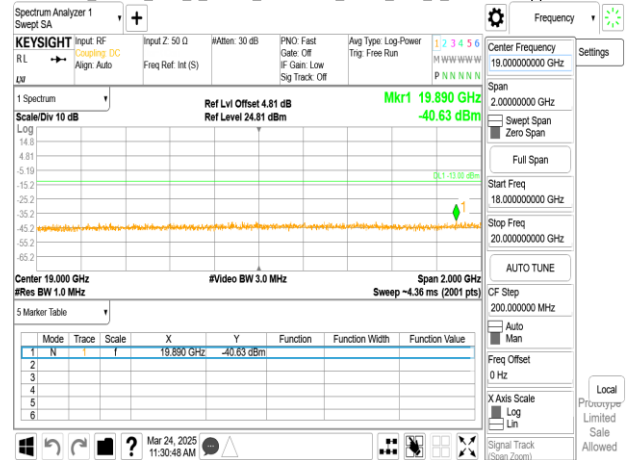 Spectrum Analyzer 1
Swept SA
Frequency
KEYSIGHT
Input: RF
Coupling: DC
Align: Auto
Input Z: 50 Ω
Freq Ref: Int (S)
#Atten: 30 dB
PNO: Fast
Gate: Off
IF Gain: Low
Sig Track: Off
Avg Type: Log-Power
Trig: Free Run
1 2 3 4 5 6
M W W W W W
P N N N N N
RL
LXI
1 Spectrum
Scale/Div 10 dB
Ref Lvl Offset 4.81 dB
Ref Level 24.81 dBm
Mkr1 19.890 GHz
-40.63 dBm
Log
14.8
4.81
-5.19
-15.2
-25.2
-35.2
-45.2
-55.2
-65.2
DL1 -13.00 dBm
1
Center 19.000 GHz
#Res BW 1.0 MHz
#Video BW 3.0 MHz
Span 2.000 GHz
Sweep ~4.36 ms (2001 pts)
5 Marker Table
Mode Trace Scale X Y Function Function Width Function Value
1 N 1 f 19.890 GHz -40.63 dBm
2
3
4
5
6
Mar 24, 2025
11:30:48 AM
Center Frequency
19.000000000 GHz
Settings
Span
2.00000000 GHz
Swept Span
Zero Span
Full Span
Start Freq
18.000000000 GHz
Stop Freq
20.000000000 GHz
AUTO TUNE
CF Step
200.000000 MHz
Auto
Man
Freq Offset
0 Hz
X Axis Scale
Log
Lin
Signal Track
(Span Zoom)
Local
Prototype
Limited
Sale
Allowed